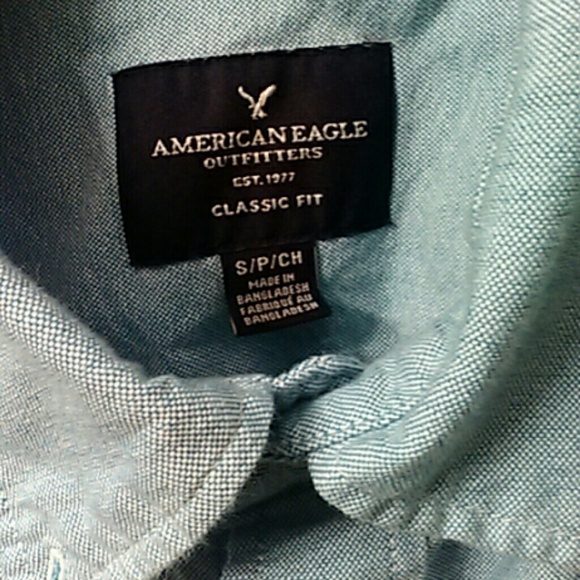 AMERICAN EAGLE
OUTFITTERS
EST. 1977
CLASSIC FIT
S/P/CH
MADE IN
BANGLADESH
FABRIQUÉ AU
BANGLADESH